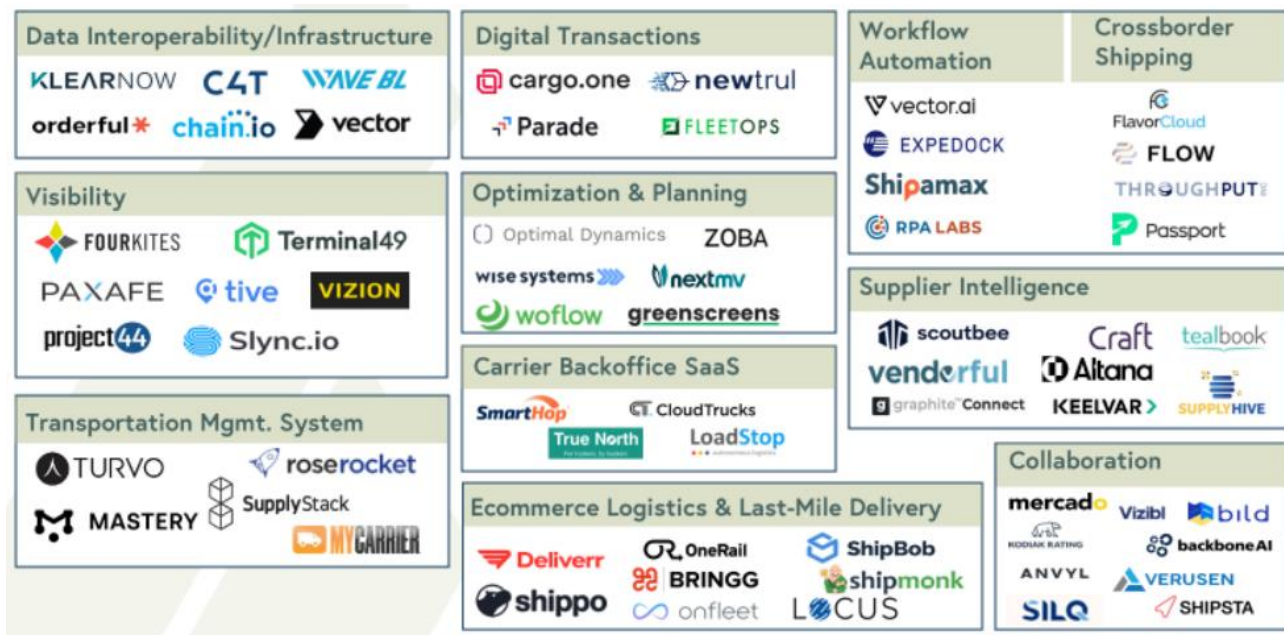 Data Interoperability/Infrastructure
KLEARNOW C4T WAVE BL
orderful* chain.io vector
Visibility
FOURKITES Terminal49
PAXAFE tive VIZION
project44 Slync.io
Transportation Mgmt. System
TURVO roserocket
MASTERY SupplyStack
MYCARRIER
Digital Transactions
cargo.one newtrul
Parade FLEETOPS
Optimization & Planning
Optimal Dynamics ZOBA
wise systems nextmv
woflow greenscreens
Carrier Backoffice SaaS
SmartHop CT CloudTrucks
True North LoadStop
Ecommerce Logistics & Last-Mile Delivery
Deliverr OneRail ShipBob
shippo BRINGG shipmonk
onfleet LOCUS
Workflow
Automation
vector.ai
EXPEDOCK
Shipamax
RPA LABS
Crossborder
Shipping
FlavorCloud
FLOW
THROUGHPUT
Passport
Supplier Intelligence
scoutbee Craft tealbook
venderful Altana
g graphite™Connect KEELVAR SUPPLYHIVE
Collaboration
mercado Vizibl bild
KODIAK RATING backboneAI
ANVYL VERUSEN
SILQ SHIPSTA